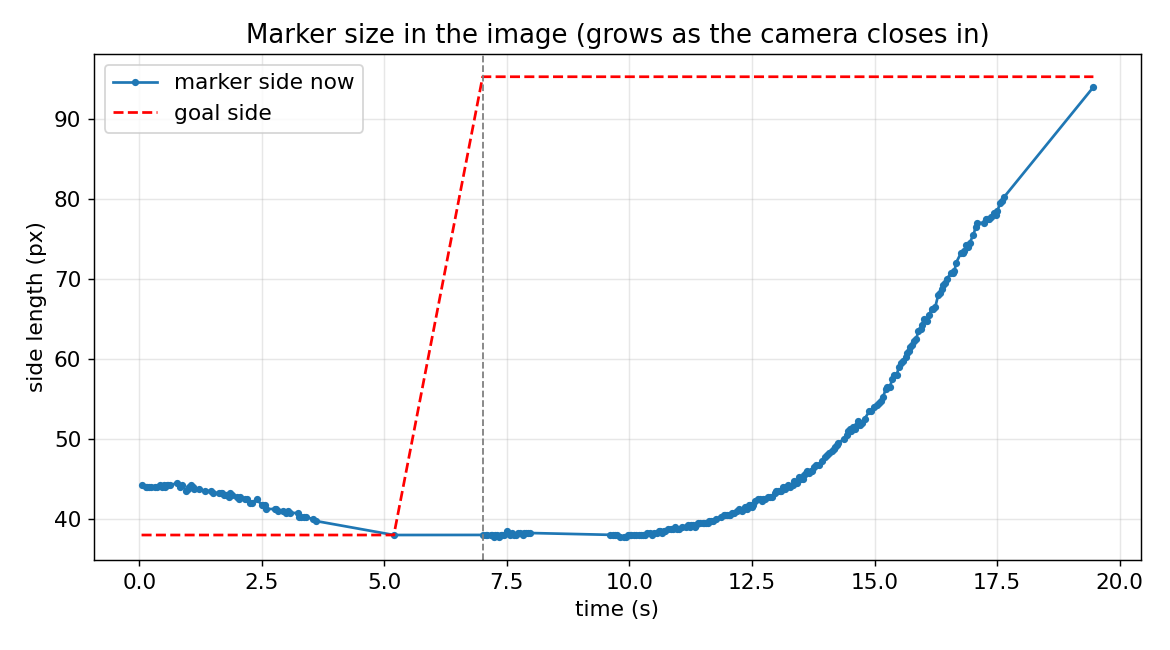 Marker size in the image (grows as the camera closes in)
marker side now
goal side
90
80
70
60
50
40
side length (px)
0.0 2.5 5.0 7.5 10.0 12.5 15.0 17.5 20.0
time (s)